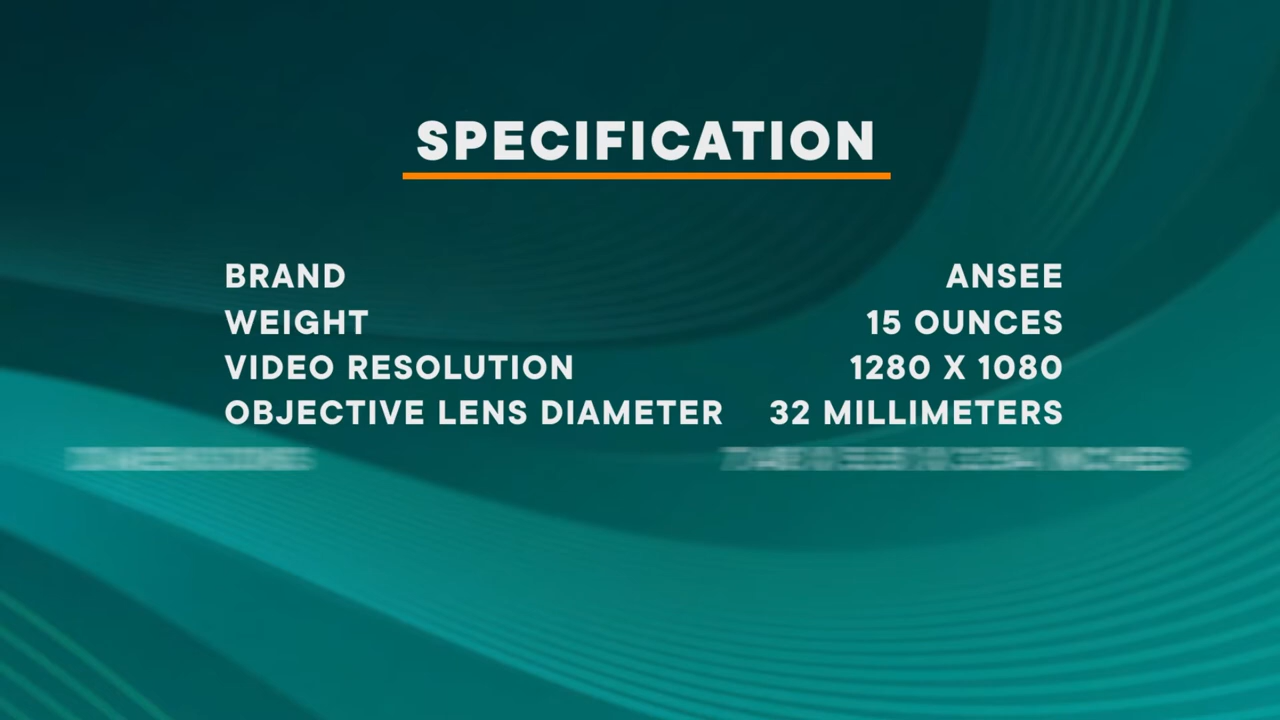 SPECIFICATION
BRAND ANSEE
WEIGHT 15 OUNCES
VIDEO RESOLUTION 1280 X 1080
OBJECTIVE LENS DIAMETER 32 MILLIMETERS